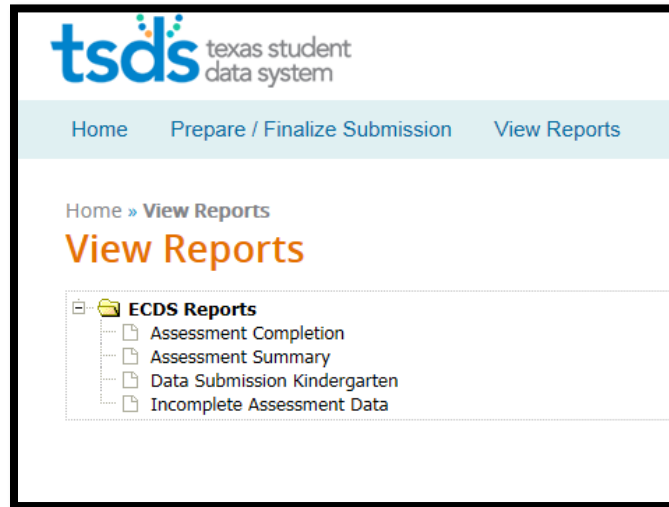 tsds texas student
data system
Home Prepare / Finalize Submission View Reports
Home » View Reports
View Reports
ECDS Reports
Assessment Completion
Assessment Summary
Data Submission Kindergarten
Incomplete Assessment Data